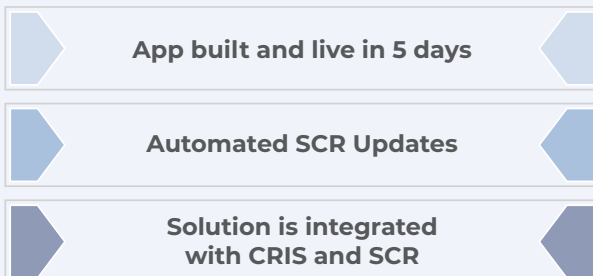 App built and live in 5 days
Automated SCR Updates
Solution is integrated
with CRIS and SCR